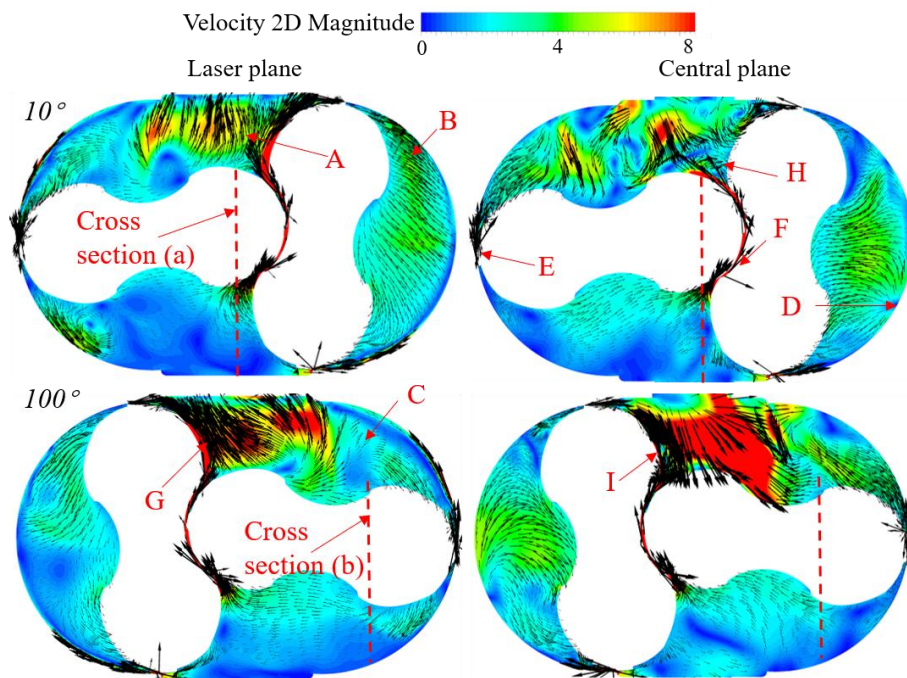 Velocity 2D Magnitude
0 4 8
Laser plane Central plane
10°
A
B
H
Cross
section (a)
E
F
D
100°
C
G
I
Cross
section (b)